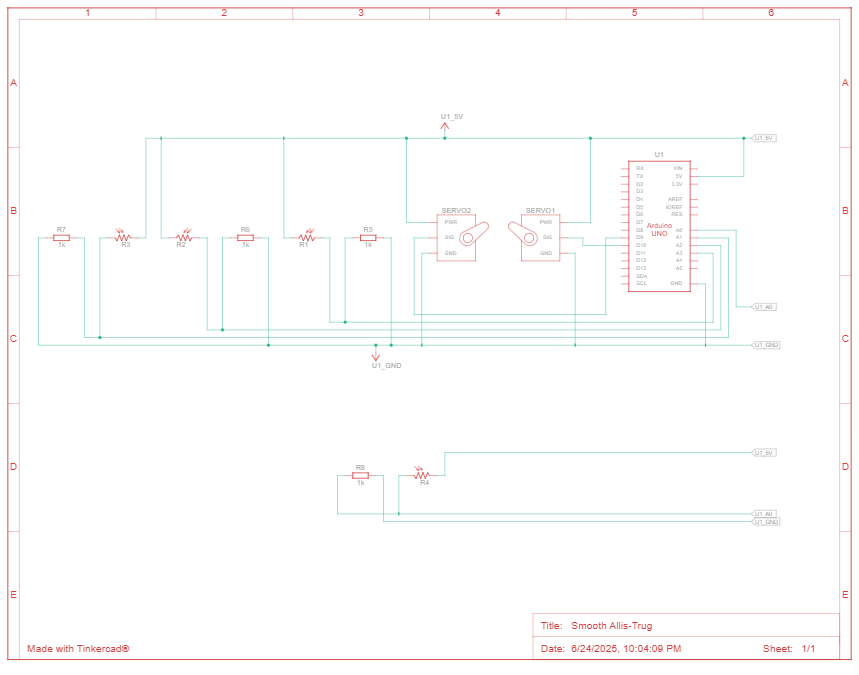 1 2 3 4 5 6
A A
U1_5V
U1_5V
U1
RX VIN
TX 5V
D2 3.3V
D3
D4 AREF
D5 IOREF
D6 RES
D7
D8 A0
D9 A1
D10 A2
D11 A3
D12 A4
D13 A5
SDA
SCL GND
Arduino
UNO
B B
SERVO2 SERVO1
PWR PWR
SIG SIG
GND GND
R7 R6 R5
1k R3 R2 1k R1 1k
U1_A0
C C
U1_GND
U1_GND
U1_5V
D D
R8
1k R4
U1_A0
U1_GND
E E
Title: Smooth Allis-Trug
Made with Tinkercad®
Date: 6/24/2025, 10:04:09 PM Sheet: 1/1